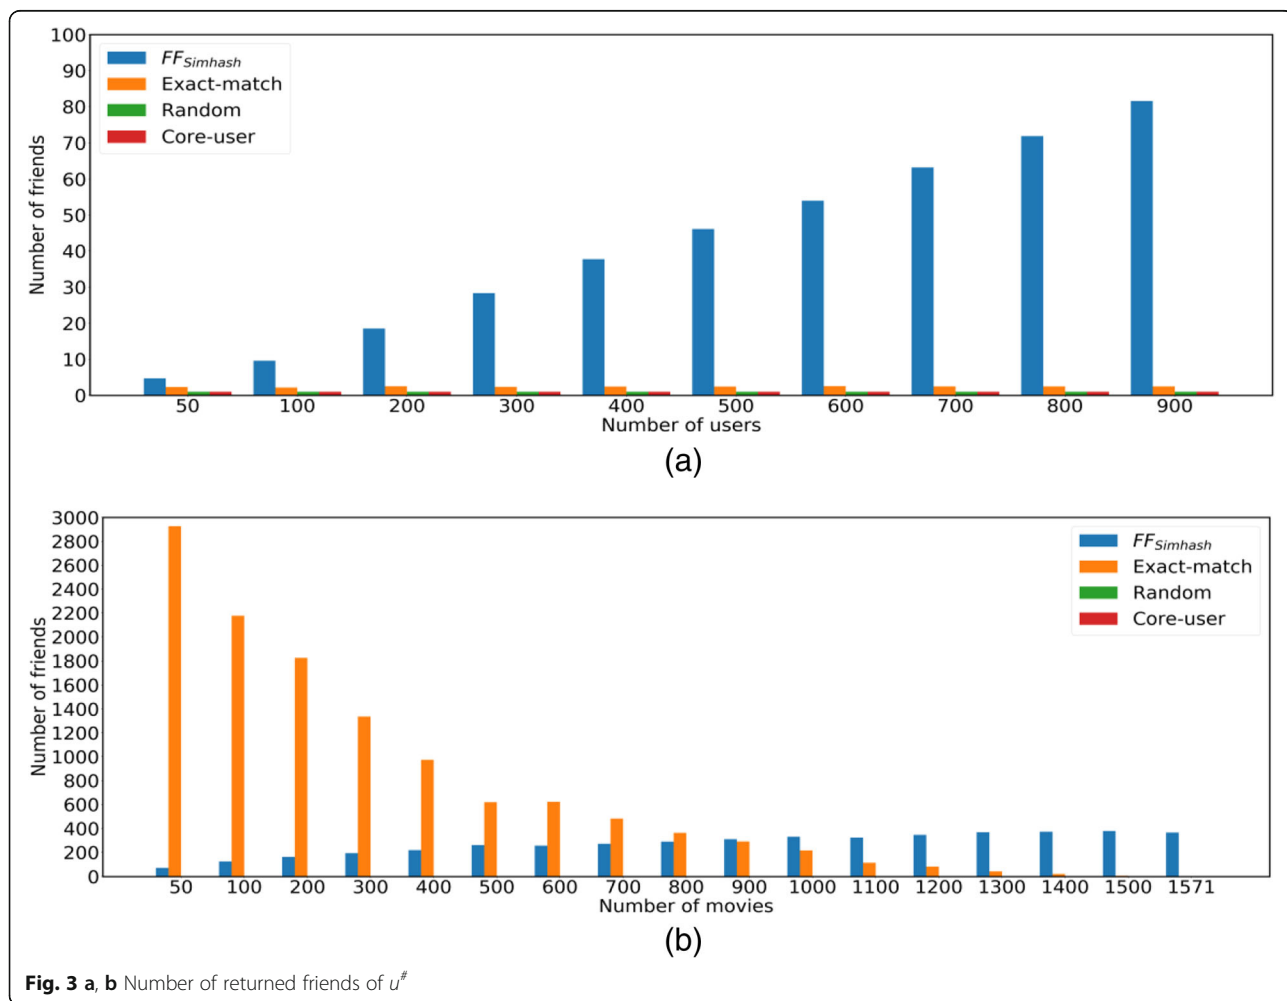 100
90
80
70
60
50
40
30
20
10
0
Number of friends
FF_Simhash
Exact-match
Random
Core-user
50 100 200 300 400 500 600 700 800 900
Number of users
(a)
3000
2800
2600
2400
2200
2000
1800
1600
1400
1200
1000
800
600
400
200
0
Number of friends
FF_Simhash
Exact-match
Random
Core-user
50 100 200 300 400 500 600 700 800 900 1000 1100 1200 1300 1400 1500 1571
Number of movies
(b)
Fig. 3 a, b Number of returned friends of u#